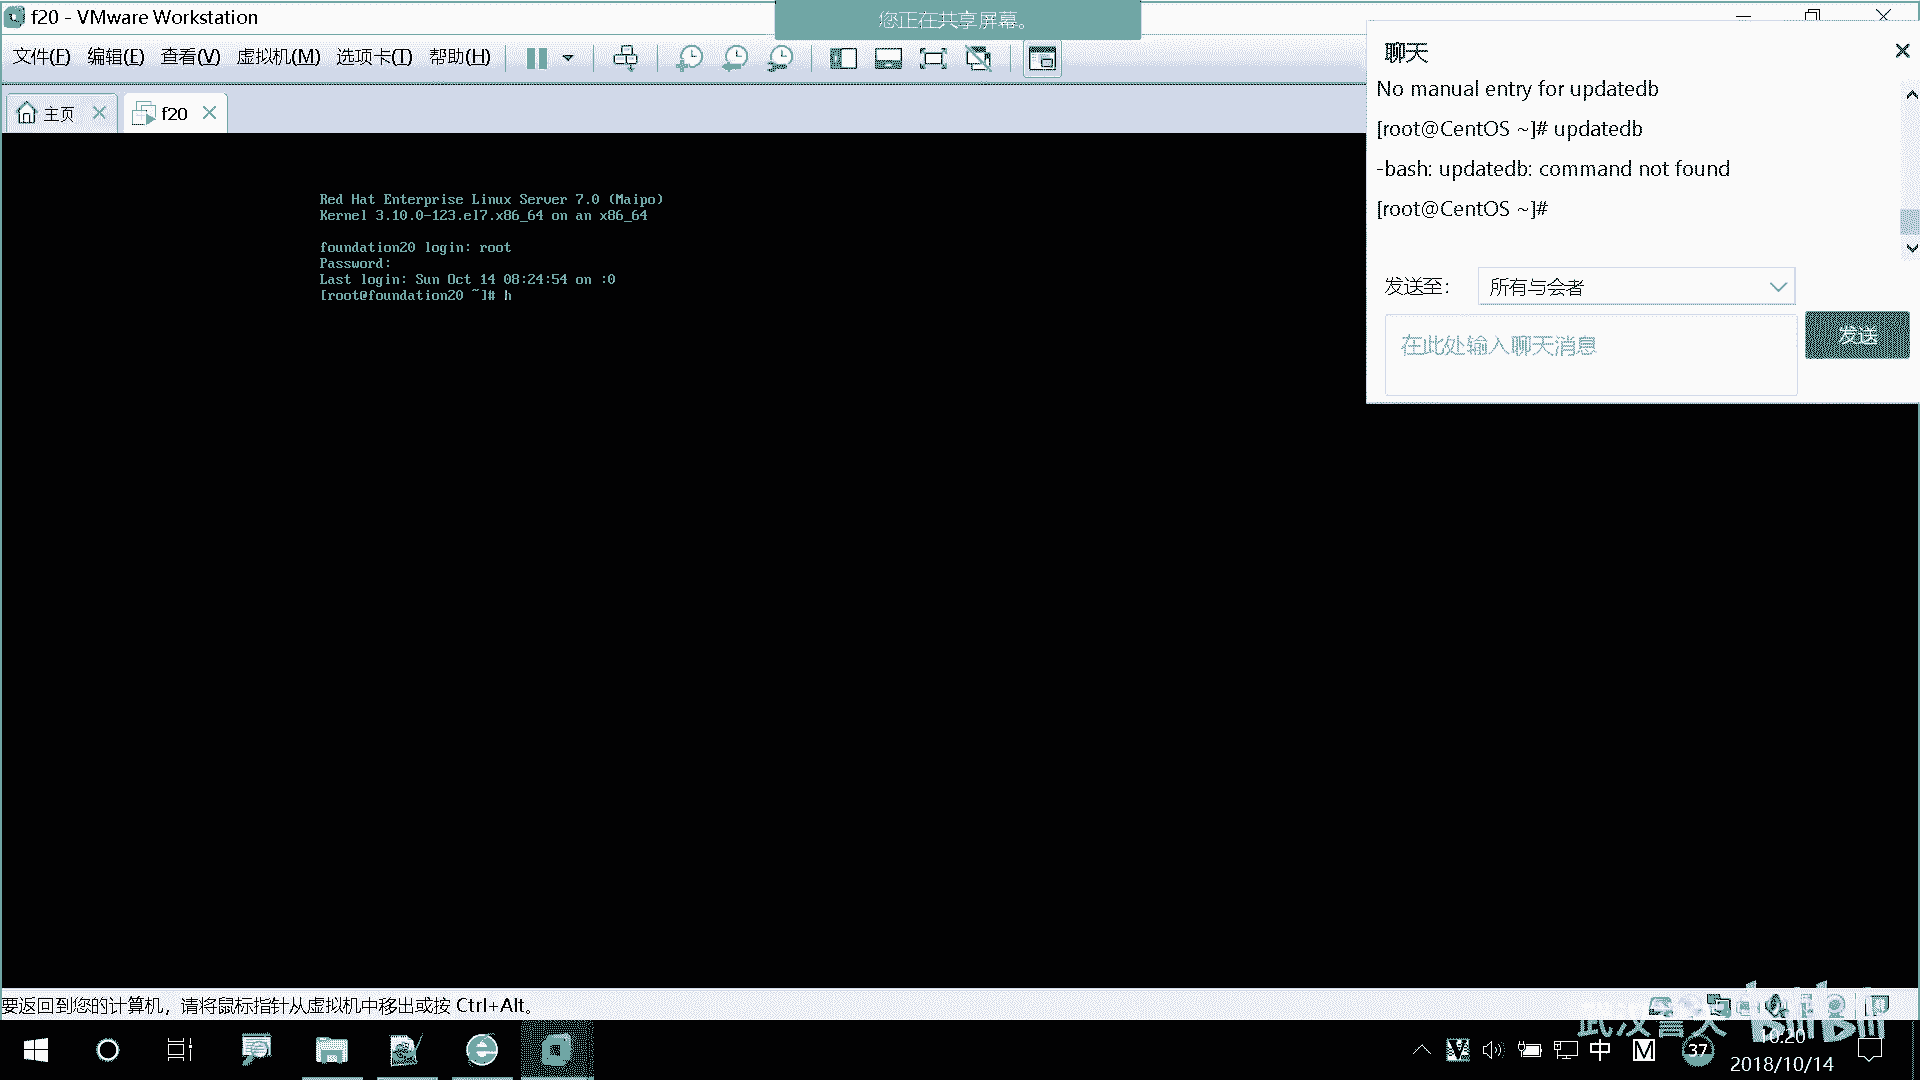 f20 - VMware Workstation
您正在共享屏幕。
文件(F) 编辑(E) 查看(V) 虚拟机(M) 选项卡(T) 帮助(H)
主页
f20
Red Hat Enterprise Linux Server 7.0 (Maipo)
Kernel 3.10.0-123.el7.x86_64 on an x86_64
foundation20 login: root
Password:
Last login: Sun Oct 14 08:24:54 on :0
[root@foundation20 ~]# h
聊天
No manual entry for updatedb
[root@CentOS ~]# updatedb
-bash: updatedb: command not found
[root@CentOS ~]#
发送至:
所有与会者
在此处输入聊天消息
发送
要返回到您的计算机，请将鼠标指针从虚拟机中移出或按 Ctrl+Alt。
武汉誉天
bilibili
中
M
37
16:20
2018/10/14